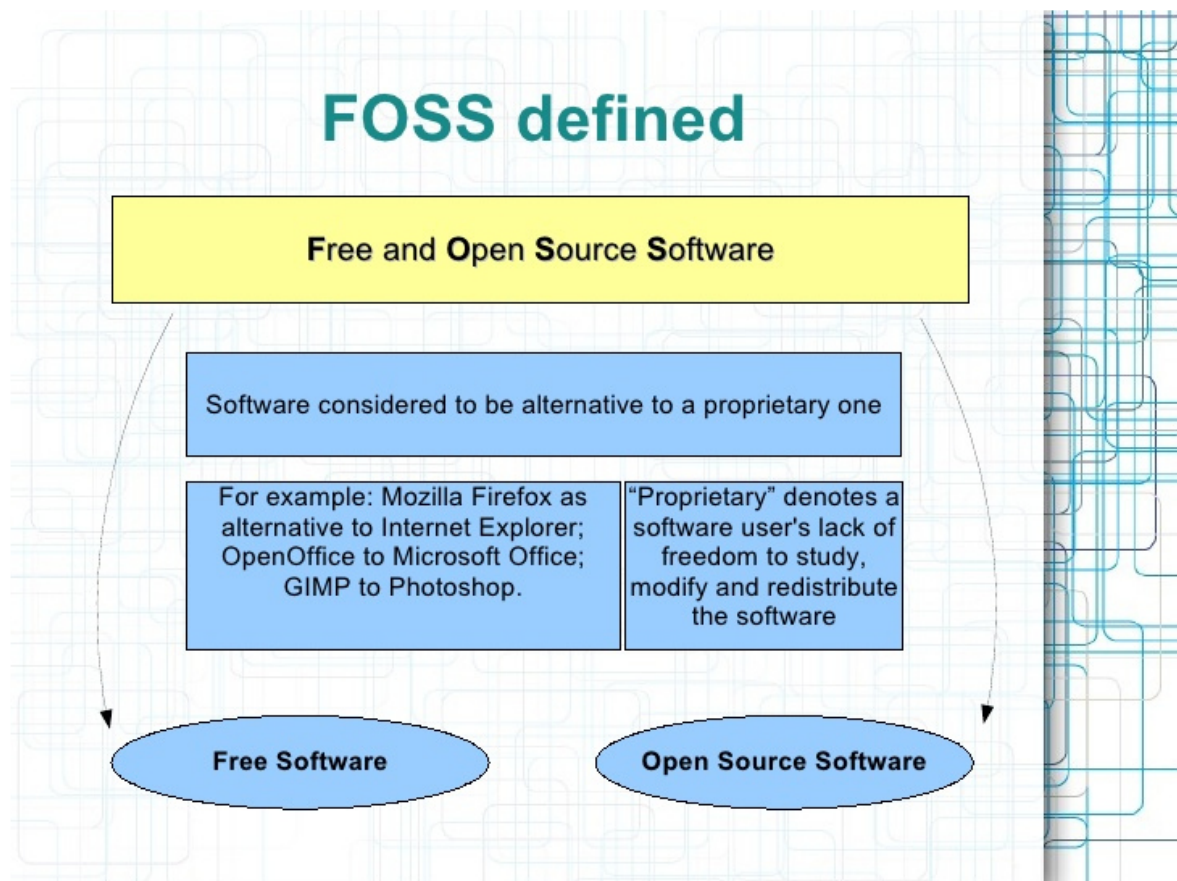 FOSS defined
Free and Open Source Software
Software considered to be alternative to a proprietary one
For example: Mozilla Firefox as
alternative to Internet Explorer;
OpenOffice to Microsoft Office;
GIMP to Photoshop.
“Proprietary” denotes a
software user's lack of
freedom to study,
modify and redistribute
the software
Free Software
Open Source Software